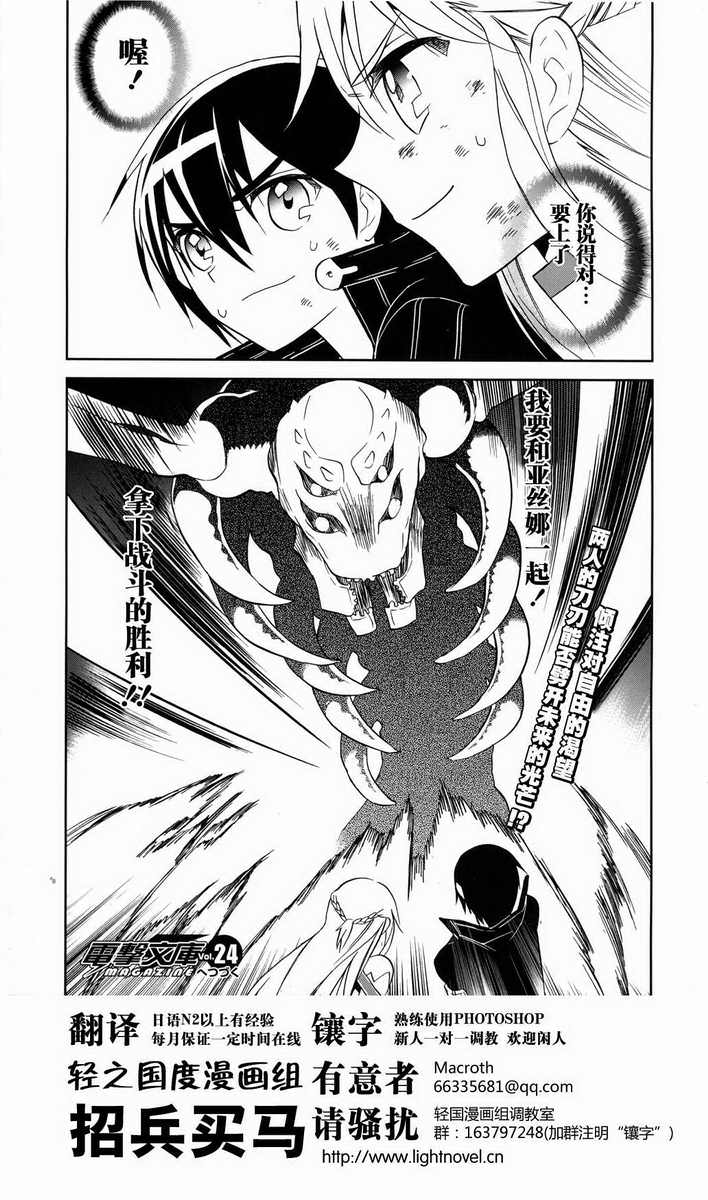 你说得对…
要上了
喔！
我要和亚丝娜一起！
拿下战斗的胜利!!
倾注对自由的渴望
两人的刀刃能否劈开未来的光芒!?
電撃文庫
MAGAZINE
Vol.24
へつづく
翻译
日语N2以上有经验
每月保证一定时间在线
镶字
熟练使用PHOTOSHOP
新人一对一调教 欢迎闲人
轻之国度漫画组
招兵买马
有意者
请骚扰
Macroth
66335681@qq.com
轻国漫画组调教室
群：163797248(加群注明“镶字”)
http://www.lightnovel.cn